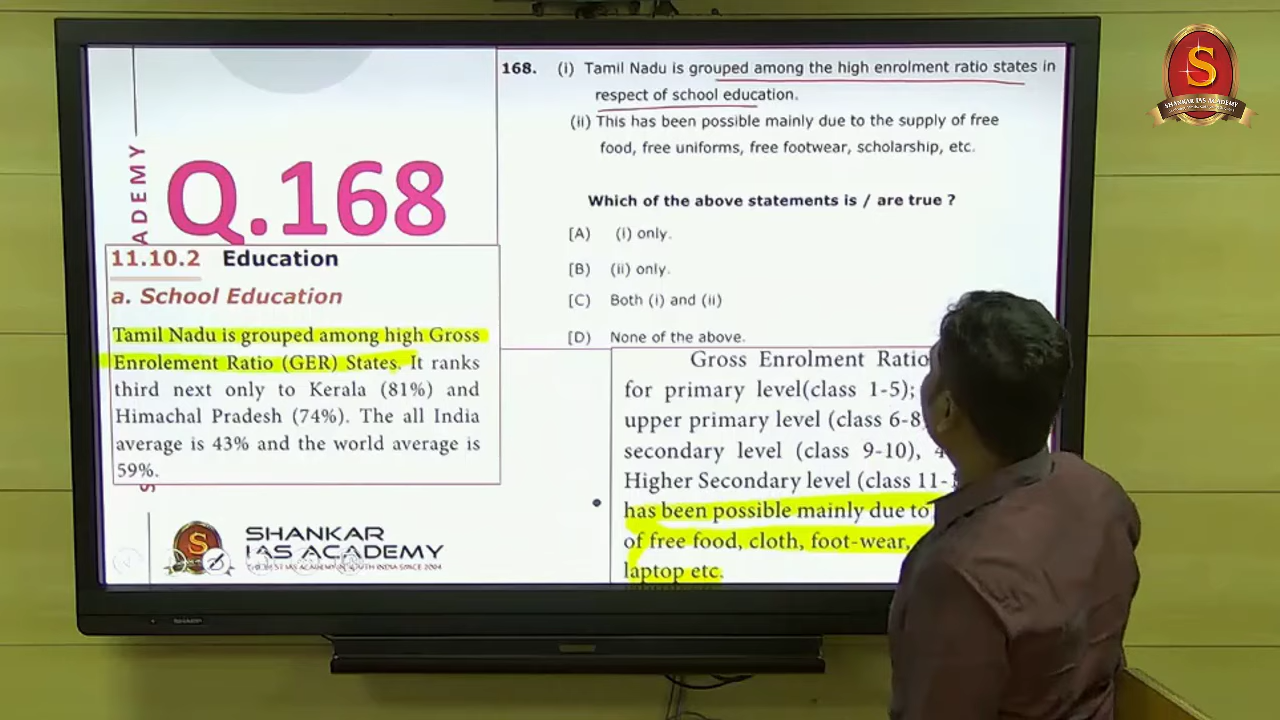 ADEMY
Q.168
11.10.2 Education
a. School Education
Tamil Nadu is grouped among high Gross
Enrolement Ratio (GER) States. It ranks
third next only to Kerala (81%) and
Himachal Pradesh (74%). The all India
average is 43% and the world average is
59%.
SHANKAR
IAS ACADEMY
168. (i) Tamil Nadu is grouped among the high enrolment ratio states in
respect of school education.
(ii) This has been possible mainly due to the supply of free
food, free uniforms, free footwear, scholarship, etc.
Which of the above statements is / are true ?
[A] (i) only.
[B] (ii) only.
[C] Both (i) and (ii)
[D] None of the above.
Gross Enrolment Ratio
for primary level(class 1-5);
upper primary level (class 6-8
secondary level (class 9-10),
Higher Secondary level (class 11-
has been possible mainly due to
of free food, cloth, foot-wear,
laptop etc.
SHARP
S
SHANKAR IAS ACADEMY